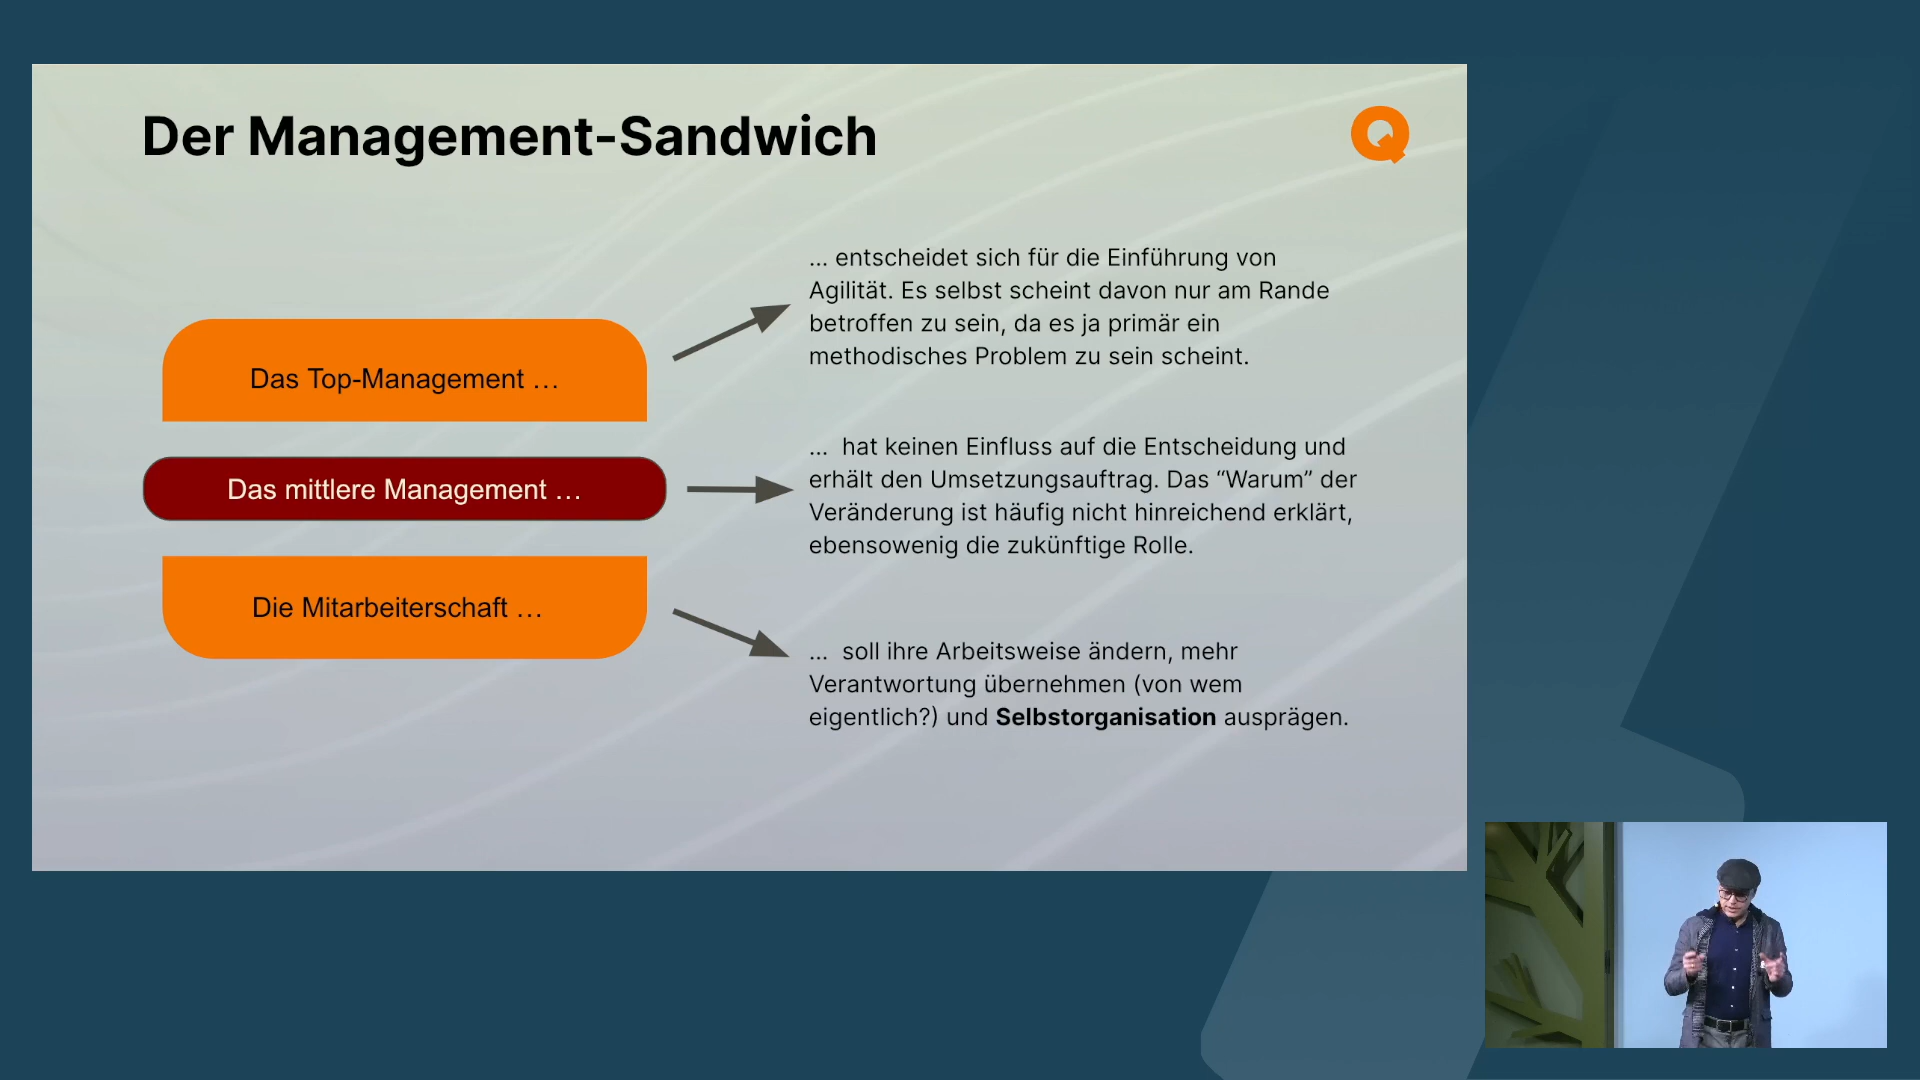 Der Management-Sandwich
Q
Das Top-Management …
... entscheidet sich für die Einführung von
Agilität. Es selbst scheint davon nur am Rande
betroffen zu sein, da es ja primär ein
methodisches Problem zu sein scheint.
Das mittlere Management …
... hat keinen Einfluss auf die Entscheidung und
erhält den Umsetzungsauftrag. Das “Warum” der
Veränderung ist häufig nicht hinreichend erklärt,
ebensowenig die zukünftige Rolle.
Die Mitarbeiterschaft …
... soll ihre Arbeitsweise ändern, mehr
Verantwortung übernehmen (von wem
eigentlich?) und Selbstorganisation ausprägen.